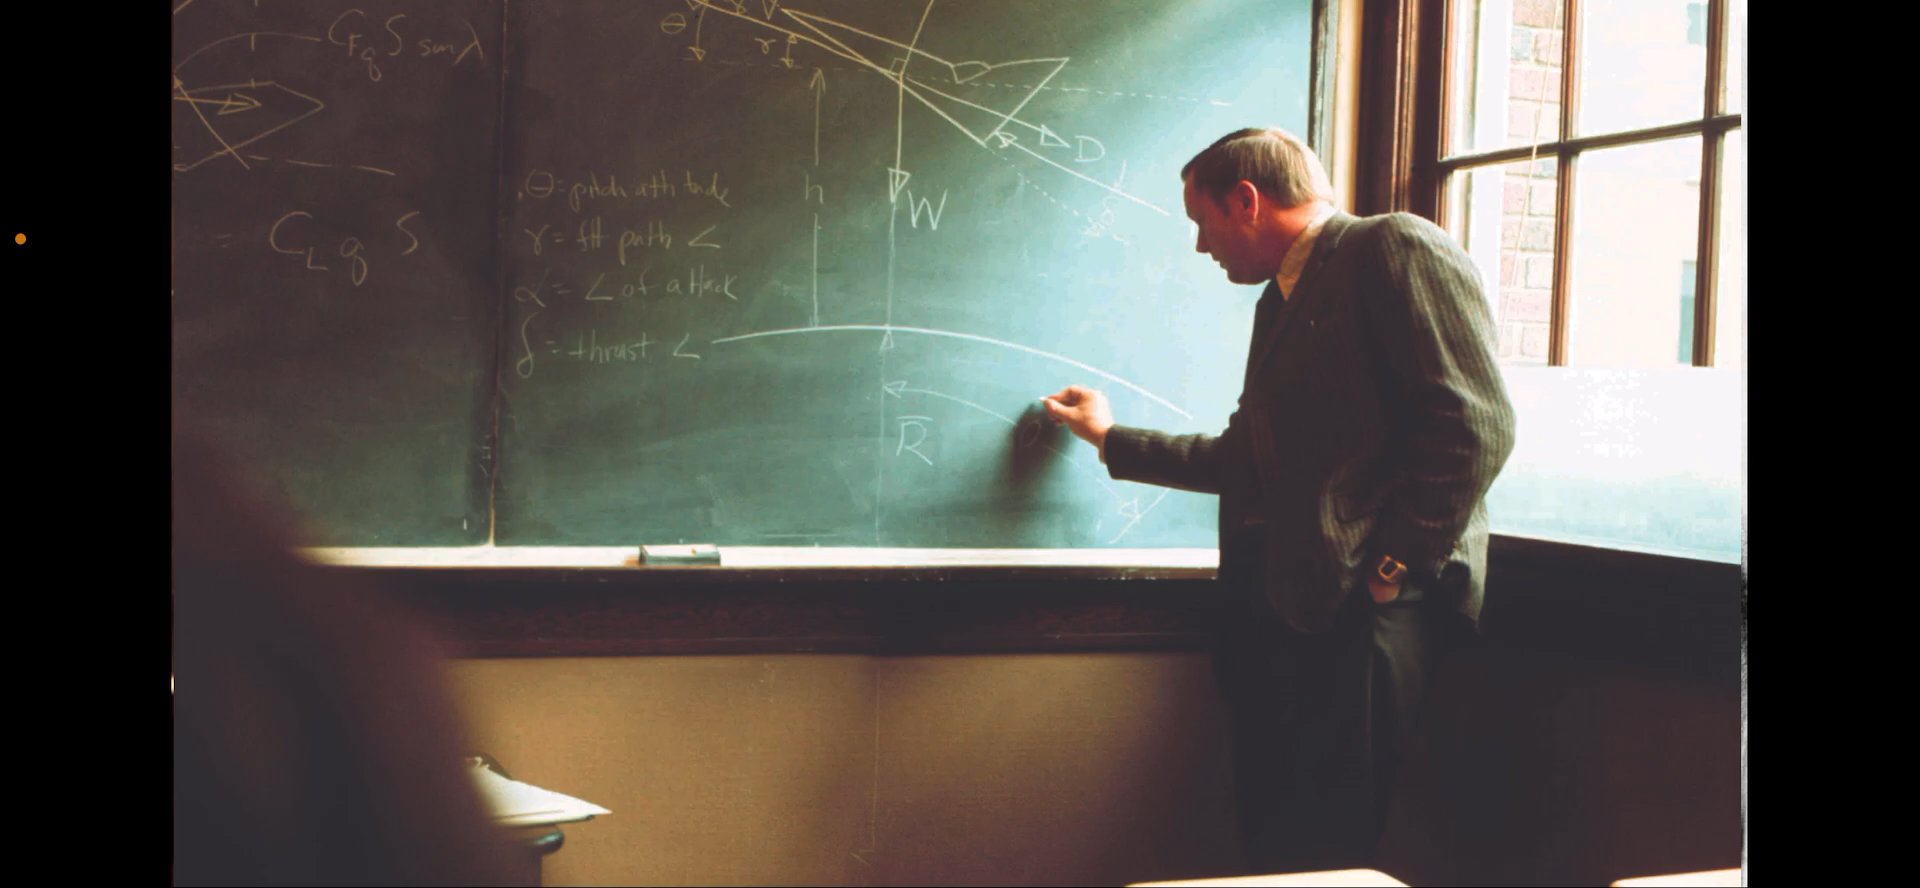 C_Fq S sin λ
= C_L q S
θ γ
D
h
W
θ = pitch attitude
γ = flt path ∠
α = ∠ of attack
δ = thrust ∠
R̅